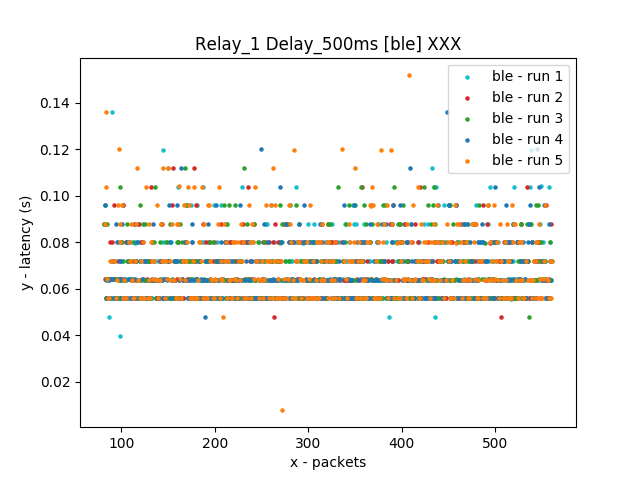 Relay_1 Delay_500ms [ble] XXX
ble - run 1
ble - run 2
ble - run 3
ble - run 4
ble - run 5
y - latency (s)
0.14
0.12
0.10
0.08
0.06
0.04
0.02
100
200
300
400
500
x - packets